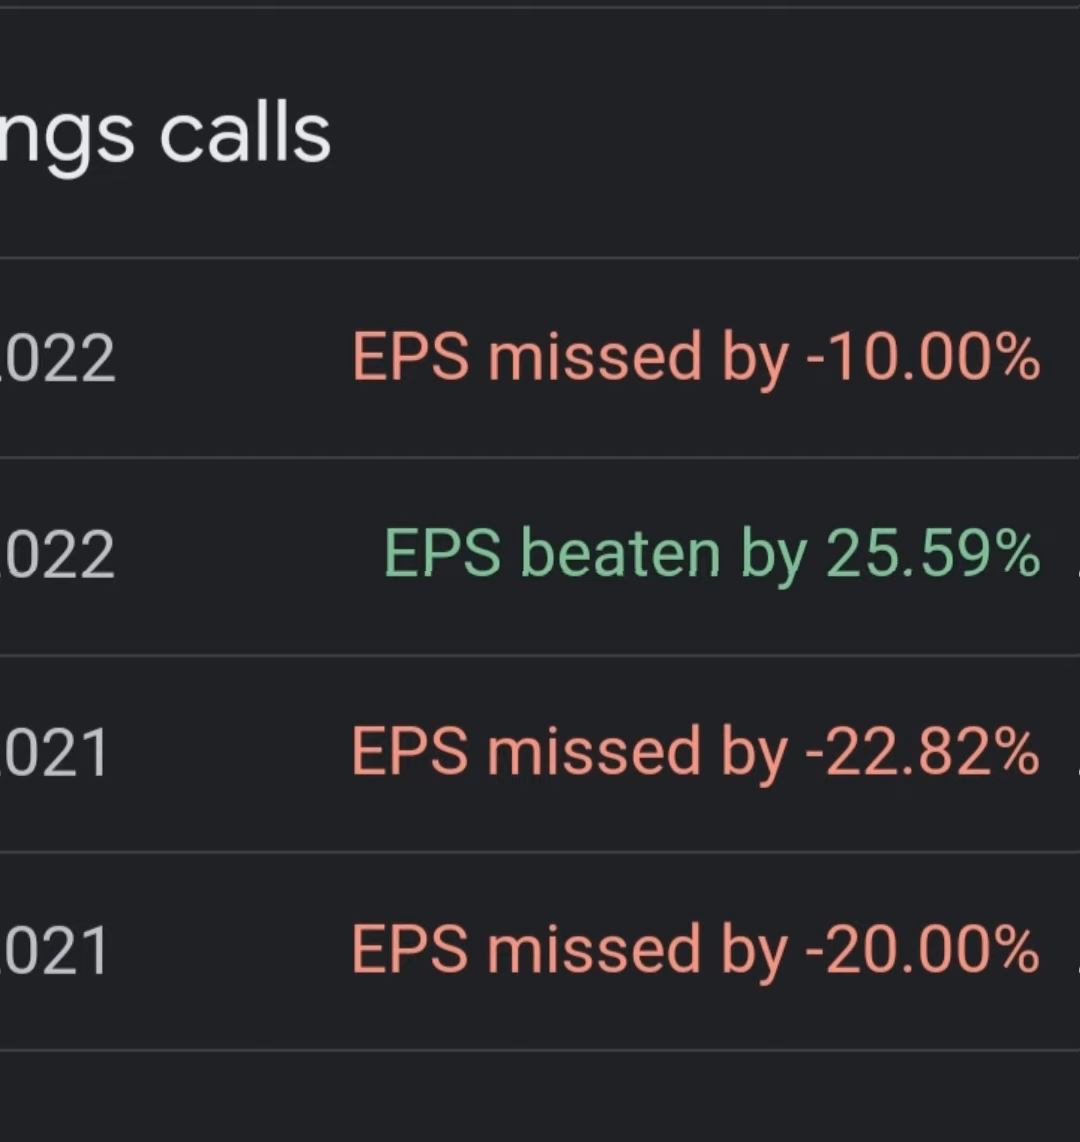 ngs calls
022 EPS missed by -10.00%
022 EPS beaten by 25.59%
021 EPS missed by -22.82%
021 EPS missed by -20.00%